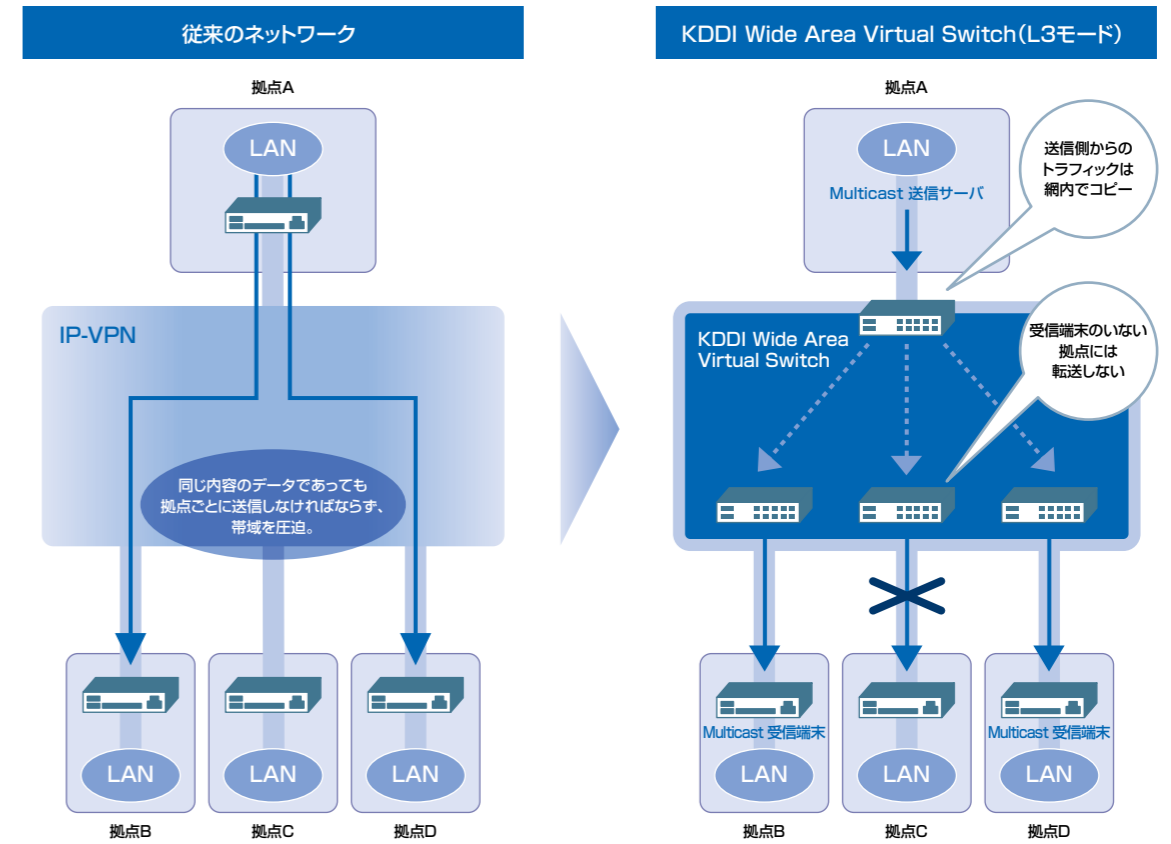 従来のネットワーク
拠点A
LAN
IP-VPN
同じ内容のデータであっても
拠点ごとに送信しなければならず、
帯域を圧迫。
LAN
LAN
LAN
拠点B
拠点C
拠点D
KDDI Wide Area Virtual Switch（L3モード）
拠点A
LAN
Multicast 送信サーバ
送信側からの
トラフィックは
網内でコピー
KDDI Wide Area
Virtual Switch
受信端末のいない
拠点には
転送しない
Multicast 受信端末
Multicast 受信端末
LAN
LAN
LAN
拠点B
拠点C
拠点D